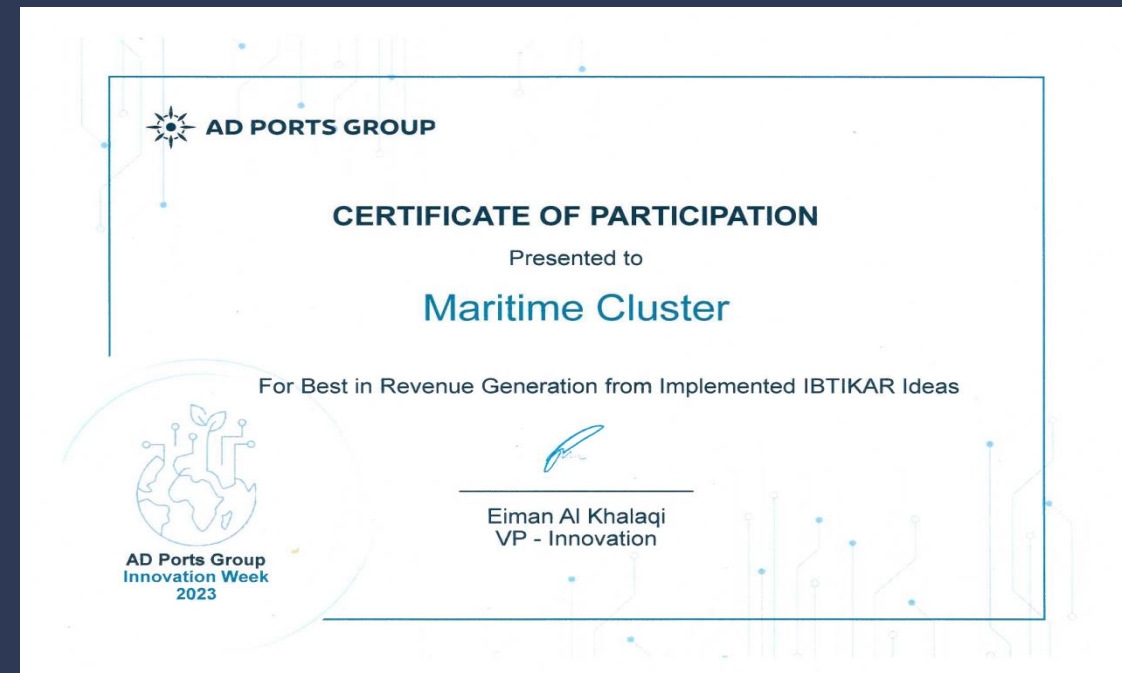 AD PORTS GROUP
CERTIFICATE OF PARTICIPATION
Presented to
Maritime Cluster
For Best in Revenue Generation from Implemented IBTIKAR Ideas
Eiman Al Khalaqi
VP - Innovation
AD Ports Group
Innovation Week
2023